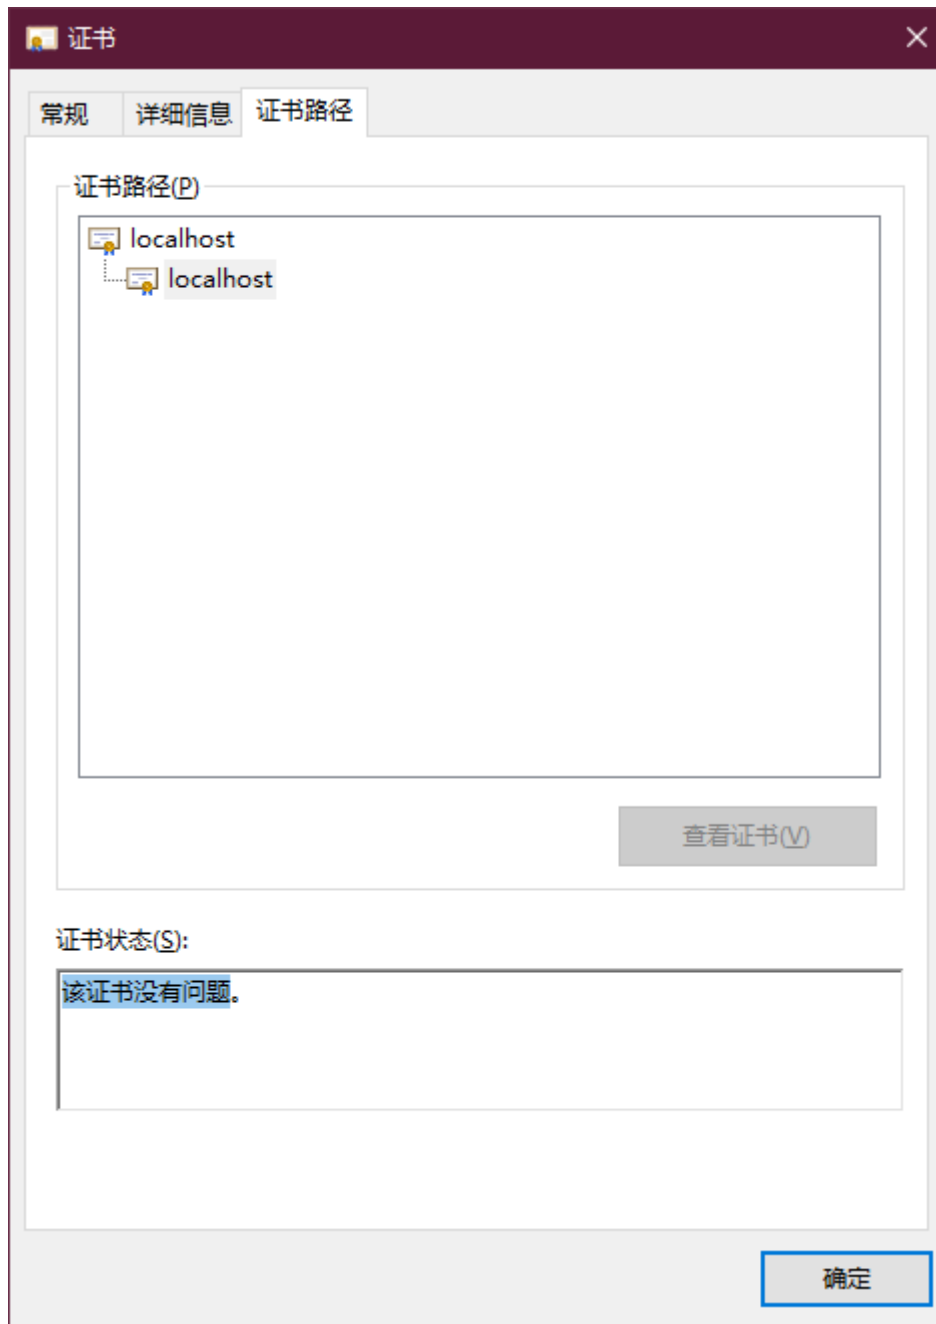 证书
常规
详细信息
证书路径
证书路径(P)
localhost
localhost
查看证书(V)
证书状态(S):
该证书没有问题。
确定